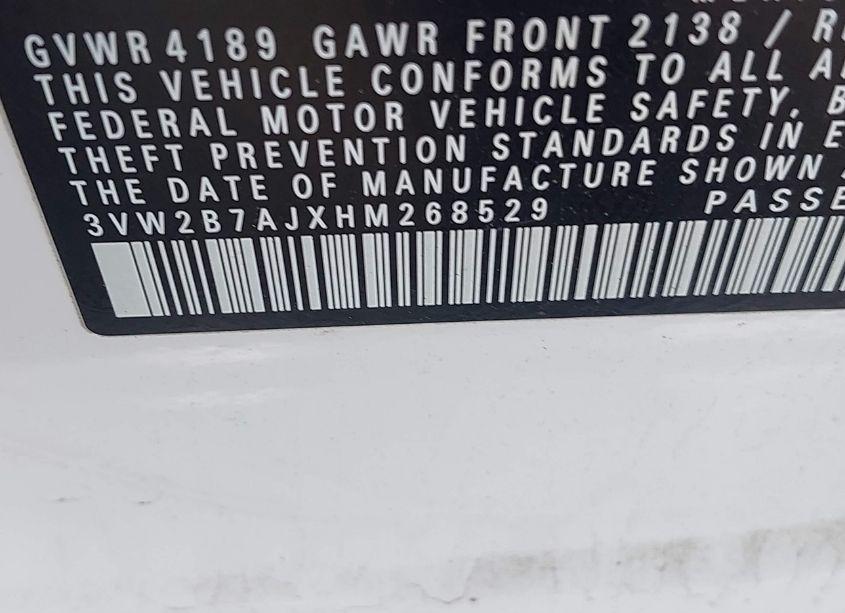 GVWR 4189 GAWR FRONT 2138 /
THIS VEHICLE CONFORMS TO ALL
FEDERAL MOTOR VEHICLE SAFETY,
THEFT PREVENTION STANDARDS IN
THE DATE OF MANUFACTURE SHOWN
3VW2B7AJXHM268529 PASSE